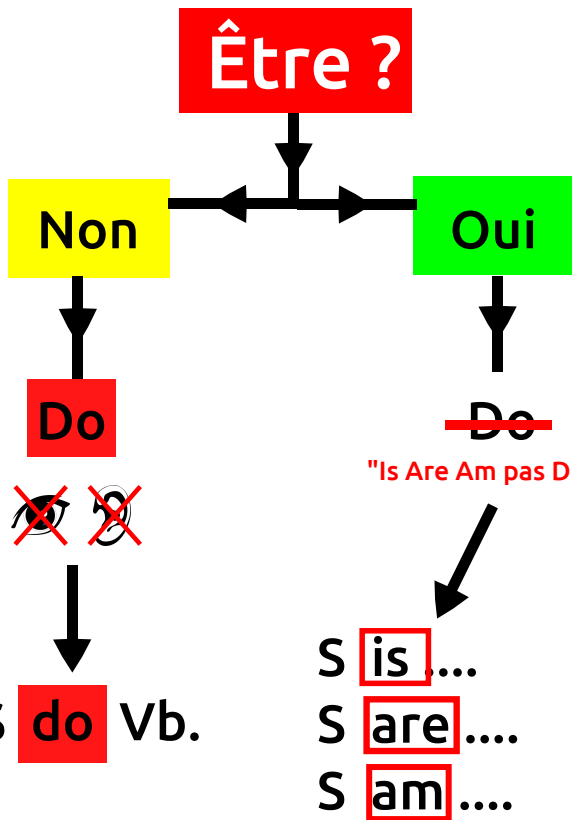 Être ?
Non
Oui
Do
Do
"Is Are Am pas D
S do Vb.
S is ....
S are ....
S am ....